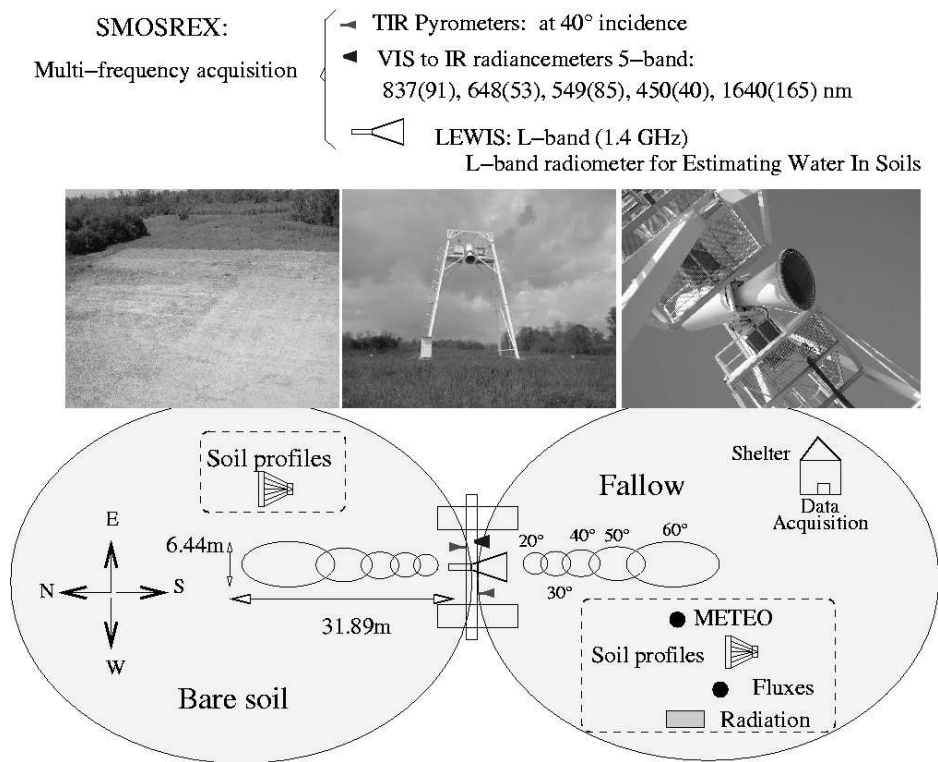 SMOSREX:
Multi−frequency acquisition
TIR Pyrometers: at 40° incidence
VIS to IR radiancemeters 5−band:
837(91), 648(53), 549(85), 450(40), 1640(165) nm
LEWIS: L−band (1.4 GHz)
L−band radiometer for Estimating Water In Soils
Soil profiles
E
N
S
W
6.44m
31.89m
Bare soil
Fallow
Shelter
Data
Acquisition
20°
30°
40°
50°
60°
METEO
Soil profiles
Fluxes
Radiation